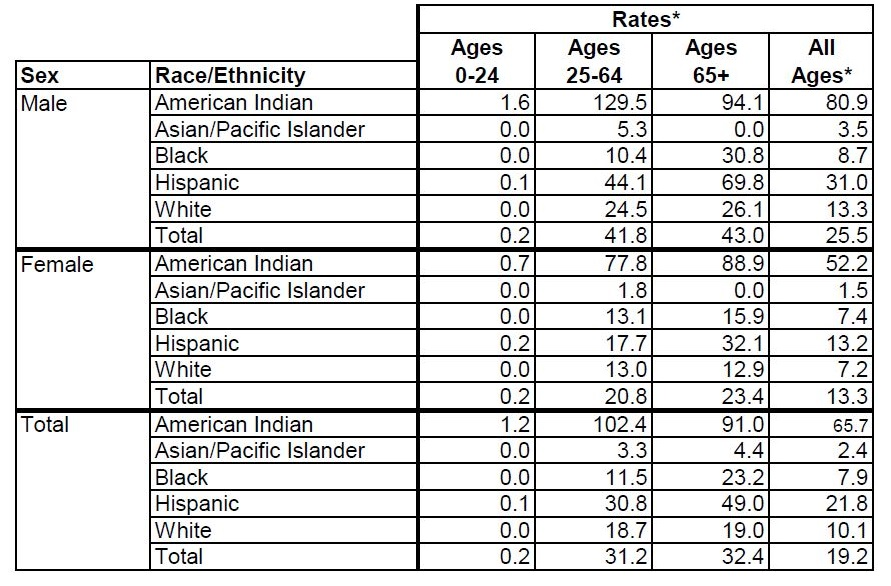 Rates*
Sex Race/Ethnicity Ages 0-24 Ages 25-64 Ages 65+ All Ages*
Male American Indian 1.6 129.5 94.1 80.9
Asian/Pacific Islander 0.0 5.3 0.0 3.5
Black 0.0 10.4 30.8 8.7
Hispanic 0.1 44.1 69.8 31.0
White 0.0 24.5 26.1 13.3
Total 0.2 41.8 43.0 25.5
Female American Indian 0.7 77.8 88.9 52.2
Asian/Pacific Islander 0.0 1.8 0.0 1.5
Black 0.0 13.1 15.9 7.4
Hispanic 0.2 17.7 32.1 13.2
White 0.0 13.0 12.9 7.2
Total 0.2 20.8 23.4 13.3
Total American Indian 1.2 102.4 91.0 65.7
Asian/Pacific Islander 0.0 3.3 4.4 2.4
Black 0.0 11.5 23.2 7.9
Hispanic 0.1 30.8 49.0 21.8
White 0.0 18.7 19.0 10.1
Total 0.2 31.2 32.4 19.2